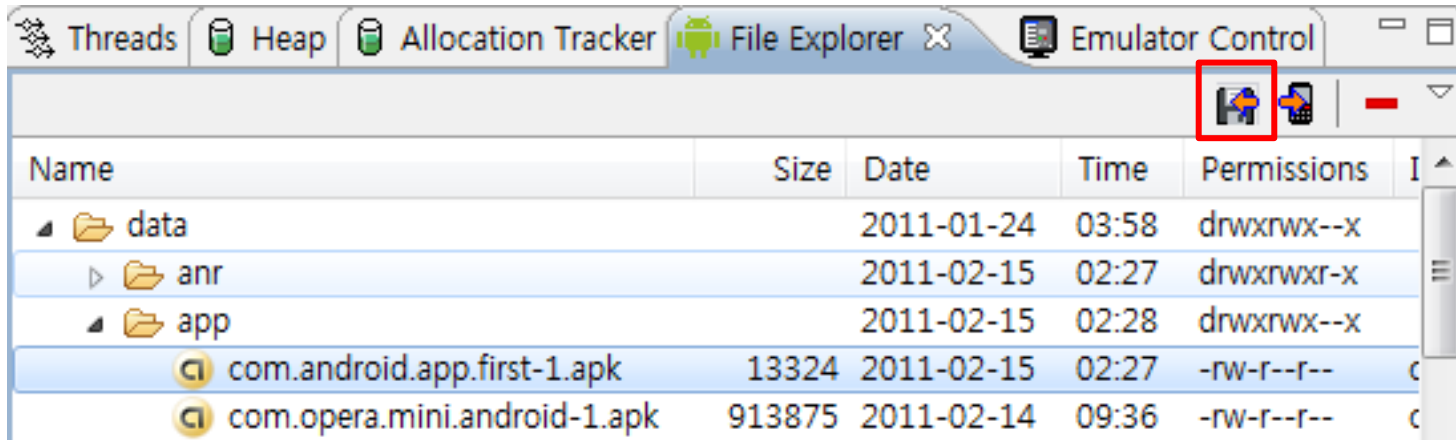 Threads Heap Allocation Tracker File Explorer Emulator Control
Name Size Date Time Permissions
data 2011-01-24 03:58 drwxrwx--x
anr 2011-02-15 02:27 drwxrwxr-x
app 2011-02-15 02:28 drwxrwx--x
com.android.app.first-1.apk 13324 2011-02-15 02:27 -rw-r--r--
com.opera.mini.android-1.apk 913875 2011-02-14 09:36 -rw-r--r--